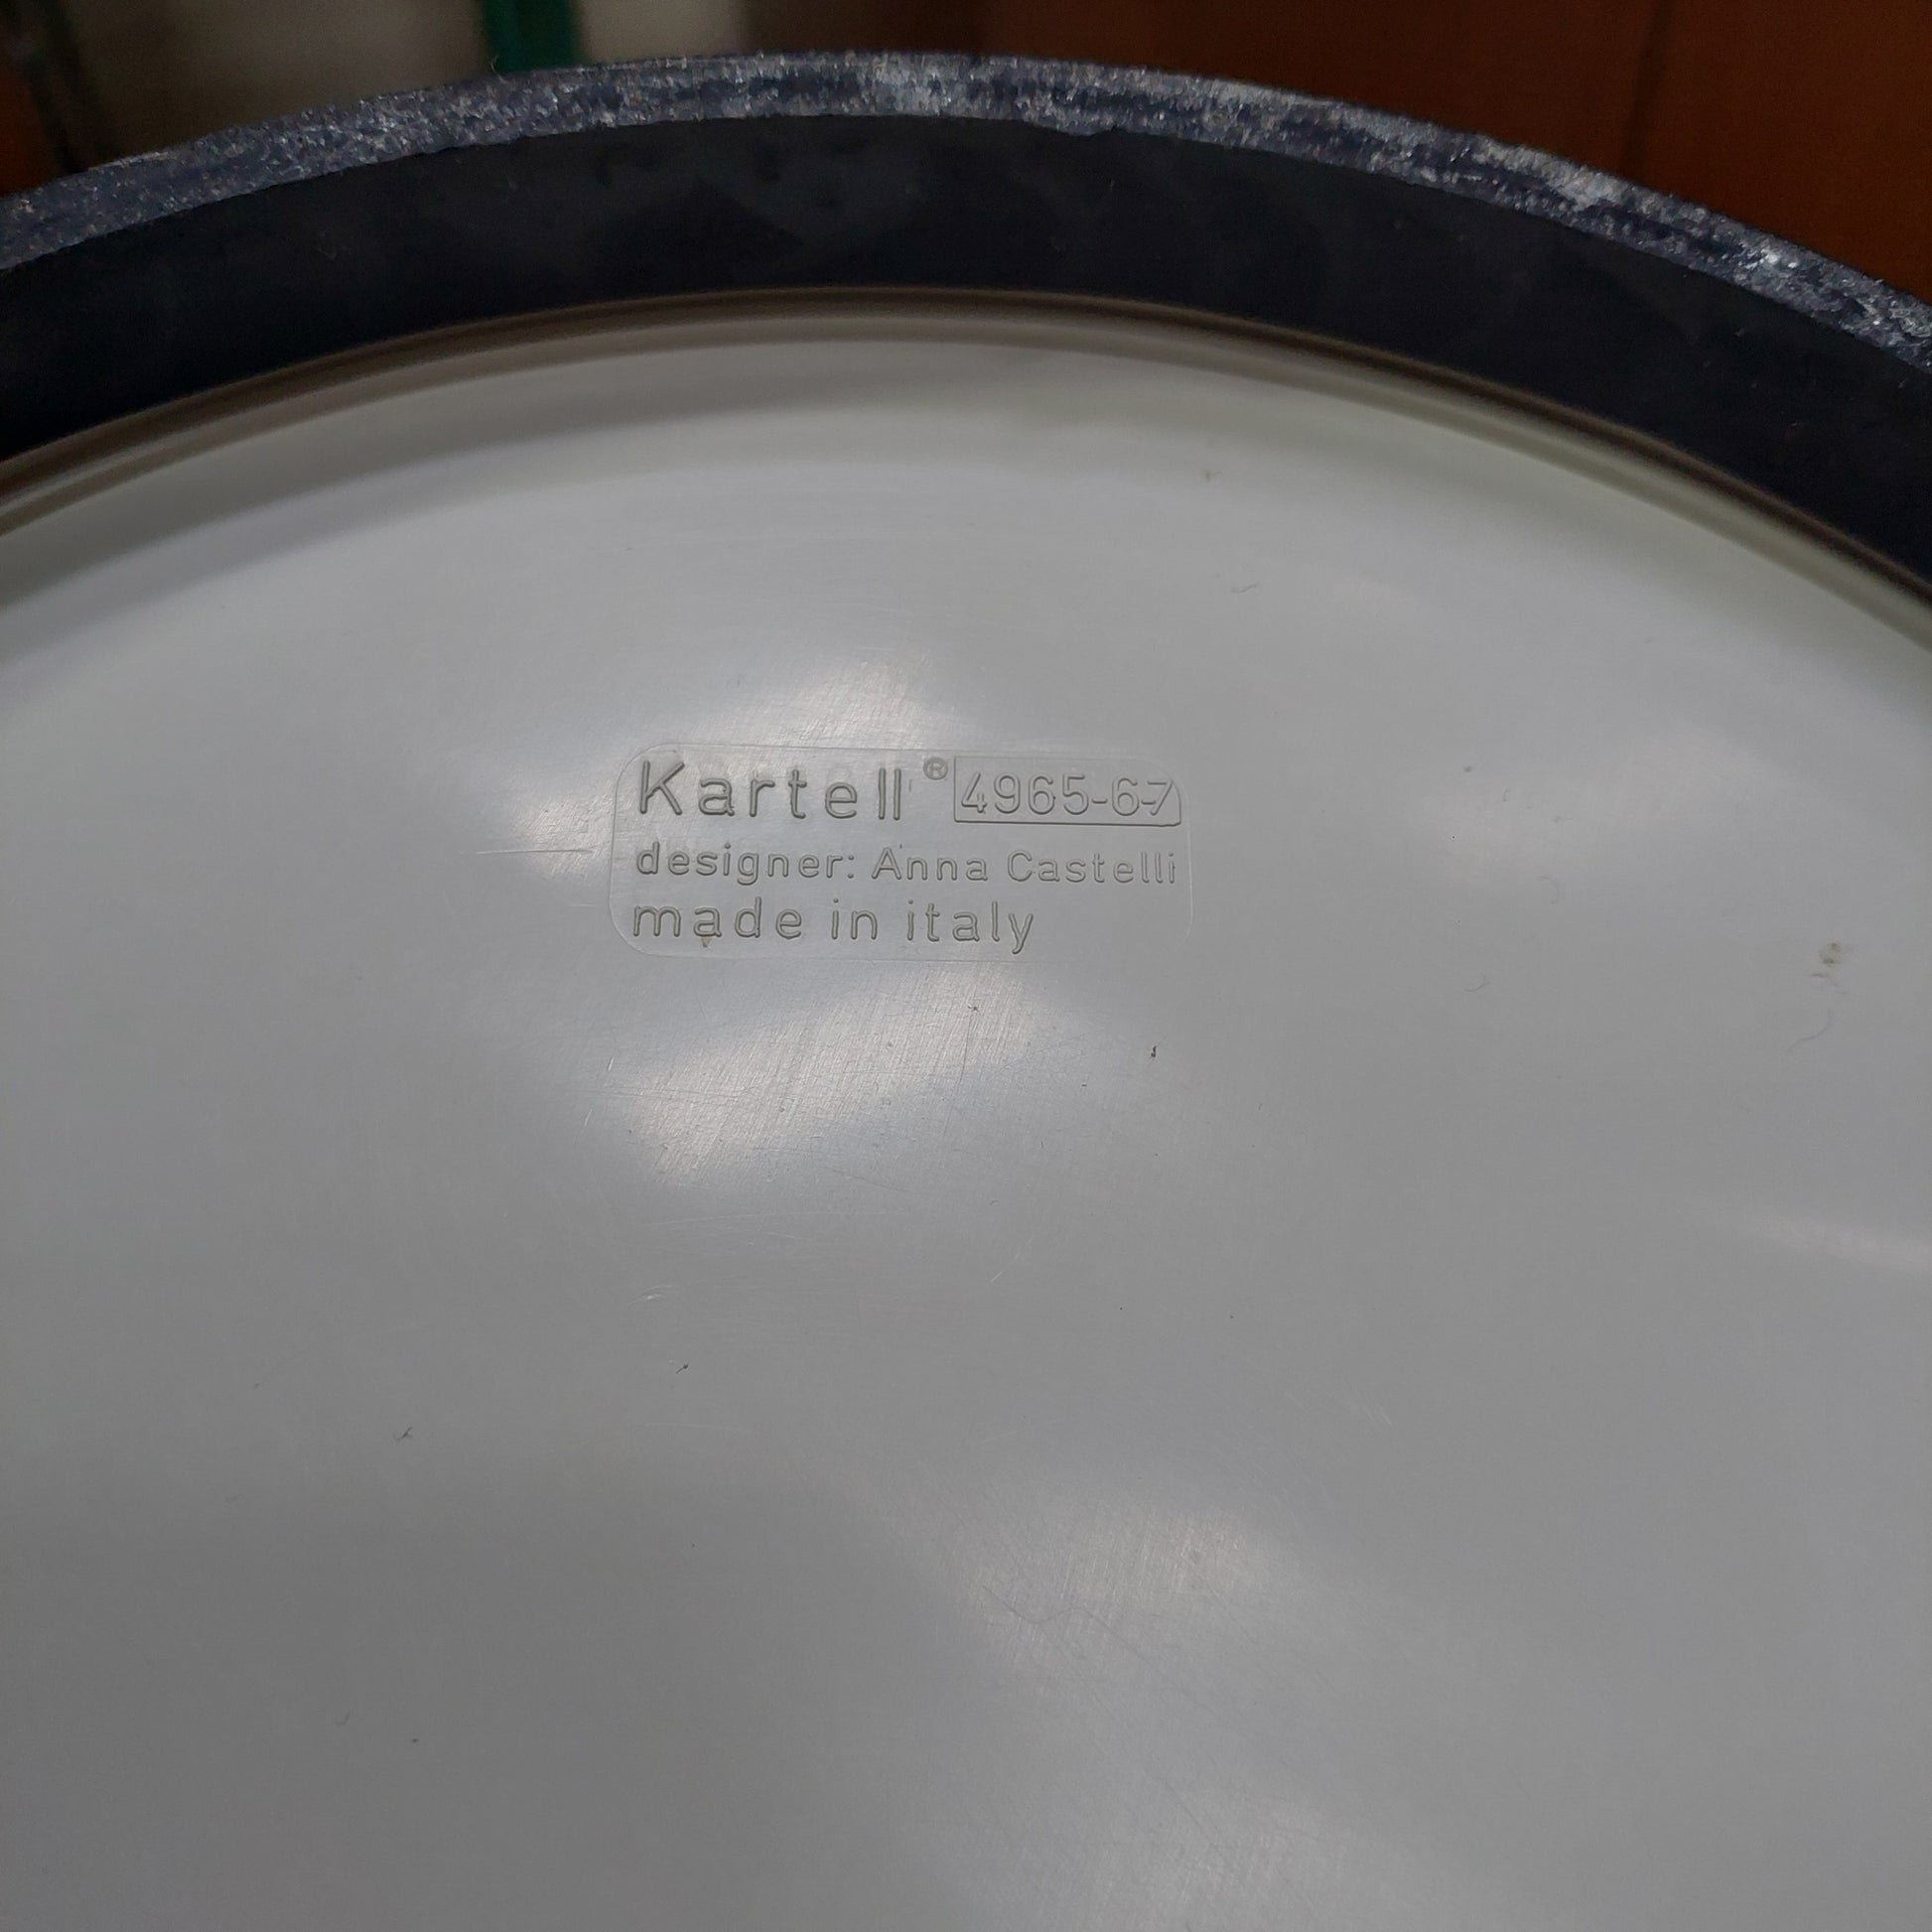 Kartell® 4965-67
designer: Anna Castelli
made in italy